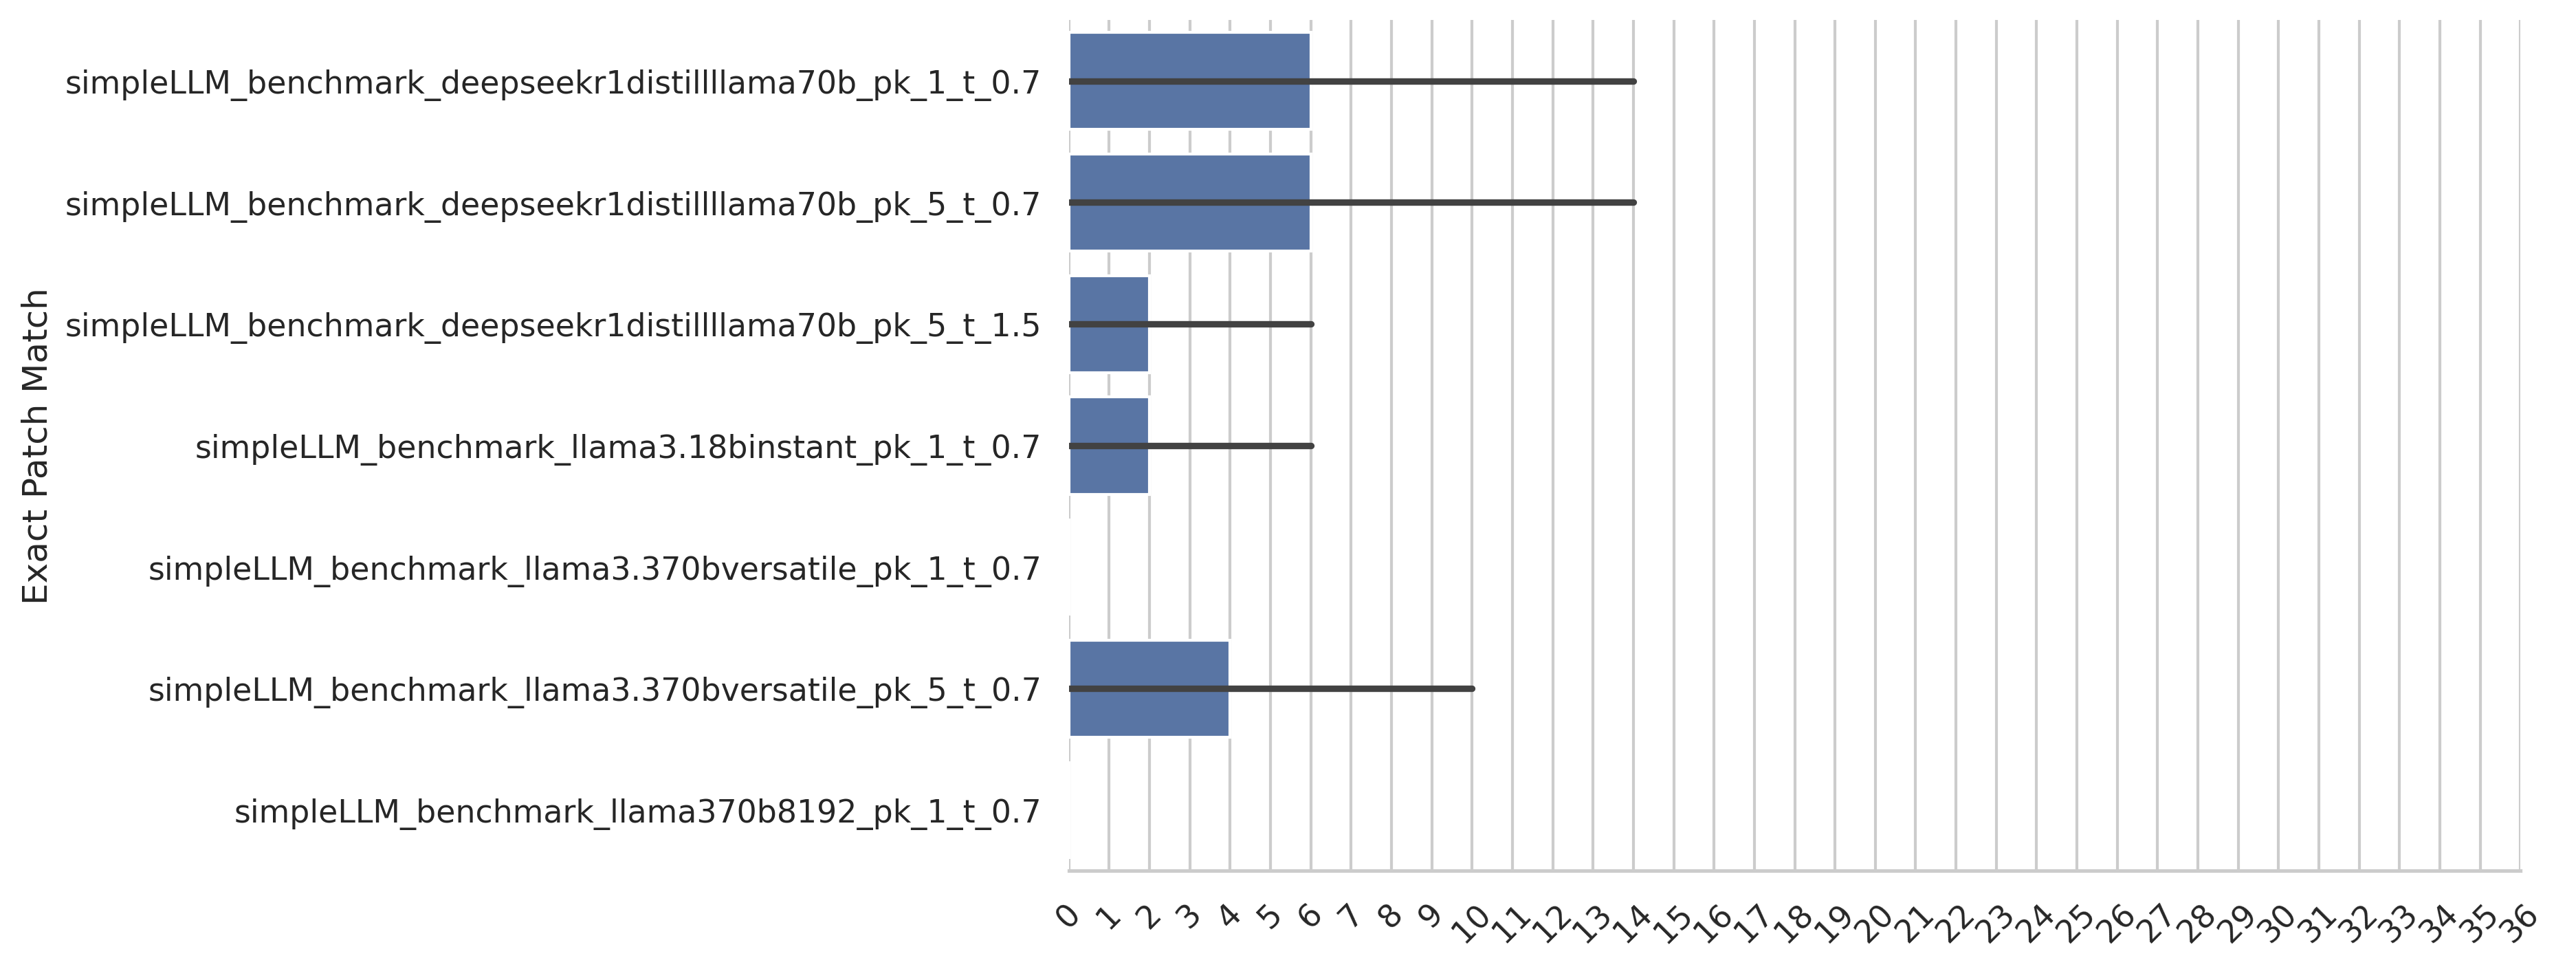 Exact Patch Match
simpleLLM_benchmark_deepseekr1distillllama70b_pk_1_t_0.7
simpleLLM_benchmark_deepseekr1distillllama70b_pk_5_t_0.7
simpleLLM_benchmark_deepseekr1distillllama70b_pk_5_t_1.5
simpleLLM_benchmark_llama3.18binstant_pk_1_t_0.7
simpleLLM_benchmark_llama3.370bversatile_pk_1_t_0.7
simpleLLM_benchmark_llama3.370bversatile_pk_5_t_0.7
simpleLLM_benchmark_llama370b8192_pk_1_t_0.7
0 1 2 3 4 5 6 7 8 9 10 11 12 13 14 15 16 17 18 19 20 21 22 23 24 25 26 27 28 29 30 31 32 33 34 35 36